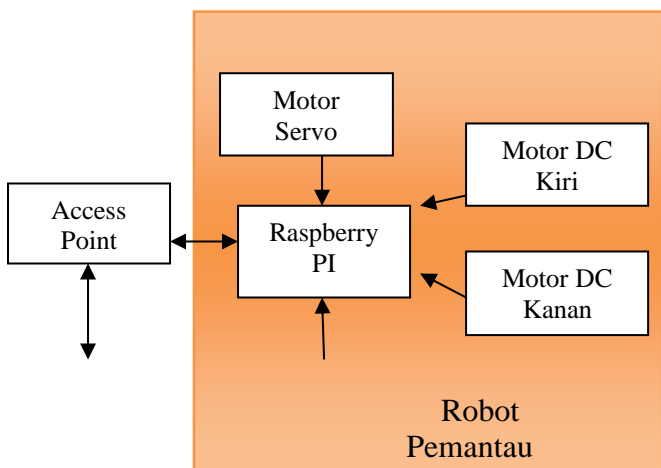 Motor
Servo
Motor DC
Kiri
Access
Point
Raspberry
PI
Motor DC
Kanan
Robot
Pemantau